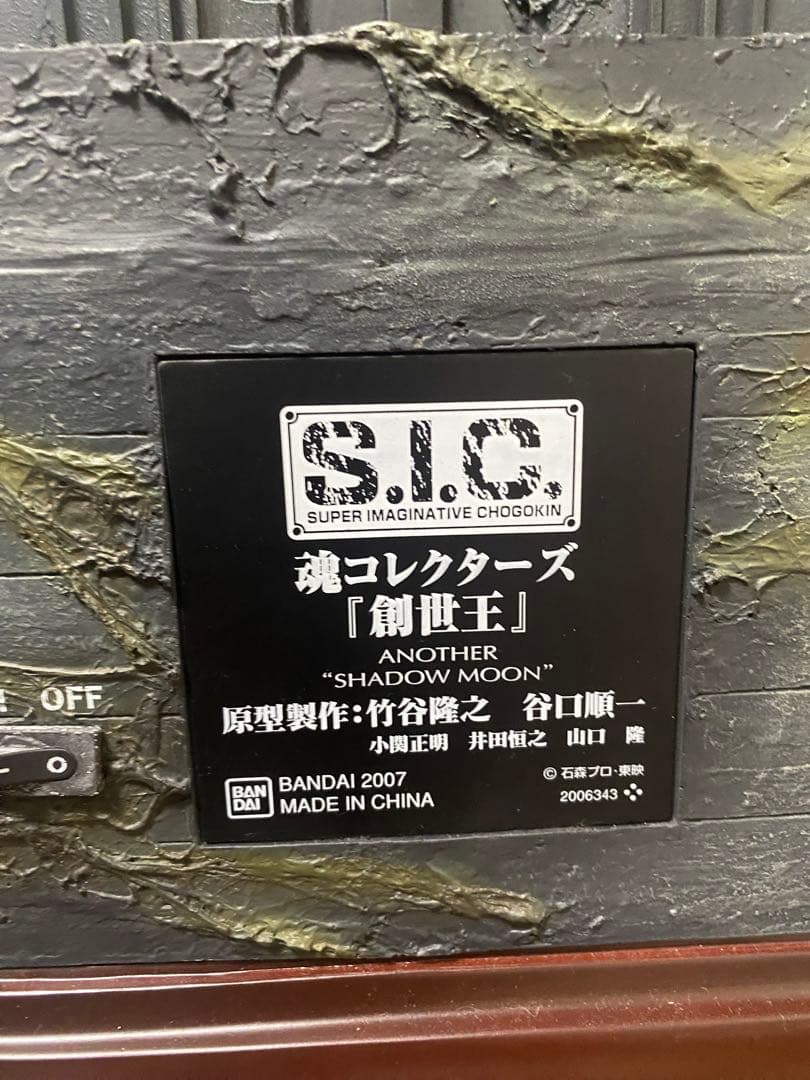 S.I.C.
SUPER IMAGINATIVE CHOGOKIN
魂コレクターズ
『創世王』
ANOTHER
"SHADOW MOON"
原型製作:竹谷隆之 谷口順一
小関正明 井田恒之 山口 隆
BAN
DAI
BANDAI 2007
MADE IN CHINA
© 石森プロ・東映
2006343
OFF